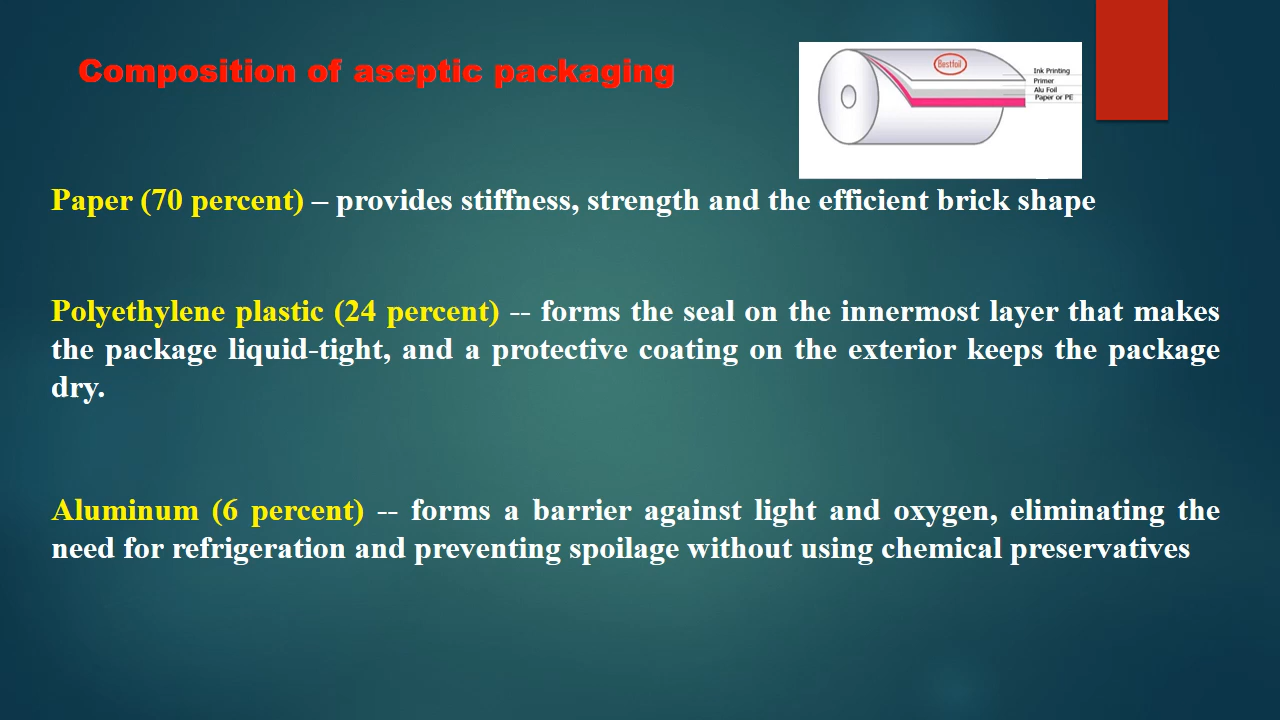 Composition of aseptic packaging
Bestfoil
Ink Printing
Primer
Alu Foil
Paper or PE
Paper (70 percent) – provides stiffness, strength and the efficient brick shape
Polyethylene plastic (24 percent) -- forms the seal on the innermost layer that makes
the package liquid-tight, and a protective coating on the exterior keeps the package
dry.
Aluminum (6 percent) -- forms a barrier against light and oxygen, eliminating the
need for refrigeration and preventing spoilage without using chemical preservatives